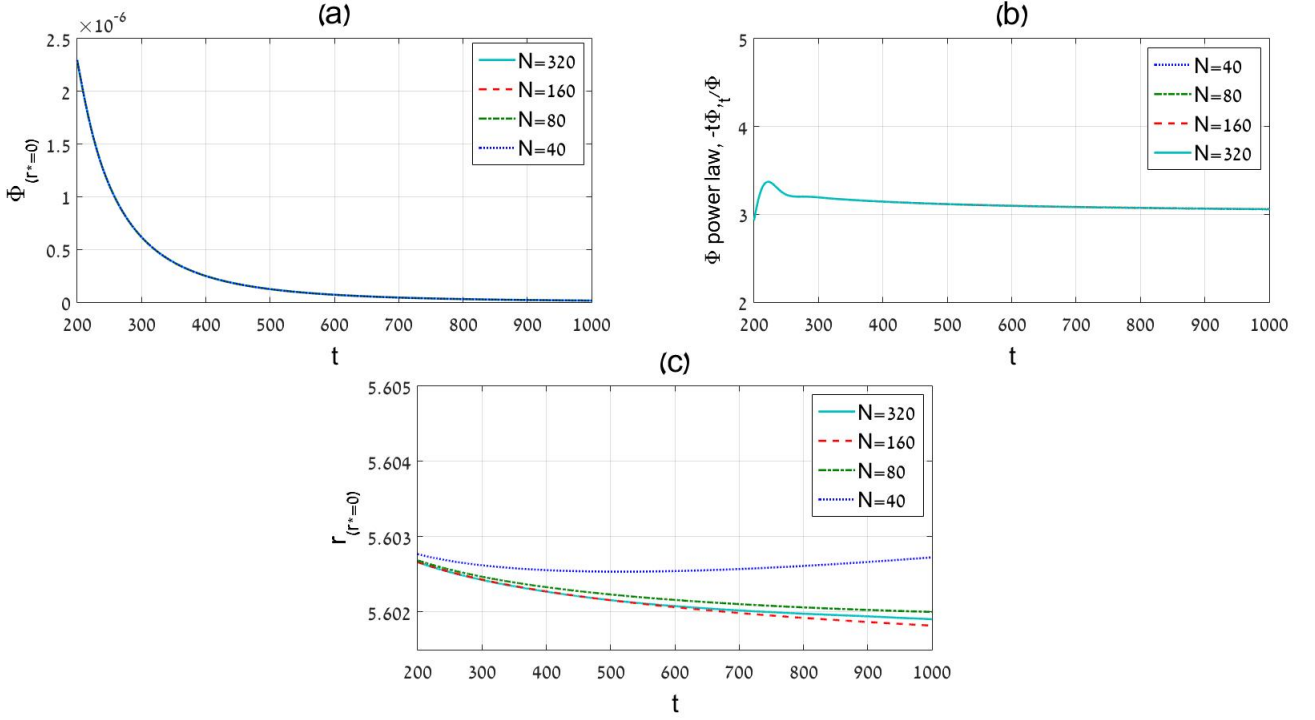 (a)
×10⁻⁶
2.5
2
1.5
1
0.5
0
Φ(r*=0)
200 300 400 500 600 700 800 900 1000
t
N=320
N=160
N=80
N=40
(b)
5
4
3
2
Φ power law, -tΦ,t/Φ
200 300 400 500 600 700 800 900 1000
t
N=40
N=80
N=160
N=320
(c)
5.605
5.604
5.603
5.602
r(r*=0)
200 300 400 500 600 700 800 900 1000
t
N=320
N=160
N=80
N=40